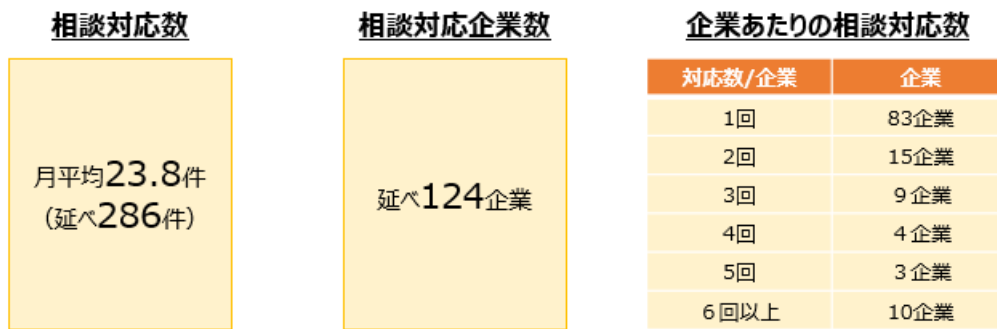 相談対応数
月平均23.8件
（延べ286件）
相談対応企業数
延べ124企業
企業あたりの相談対応数
対応数/企業 企業
1回 83企業
2回 15企業
3回 9企業
4回 4企業
5回 3企業
6回以上 10企業